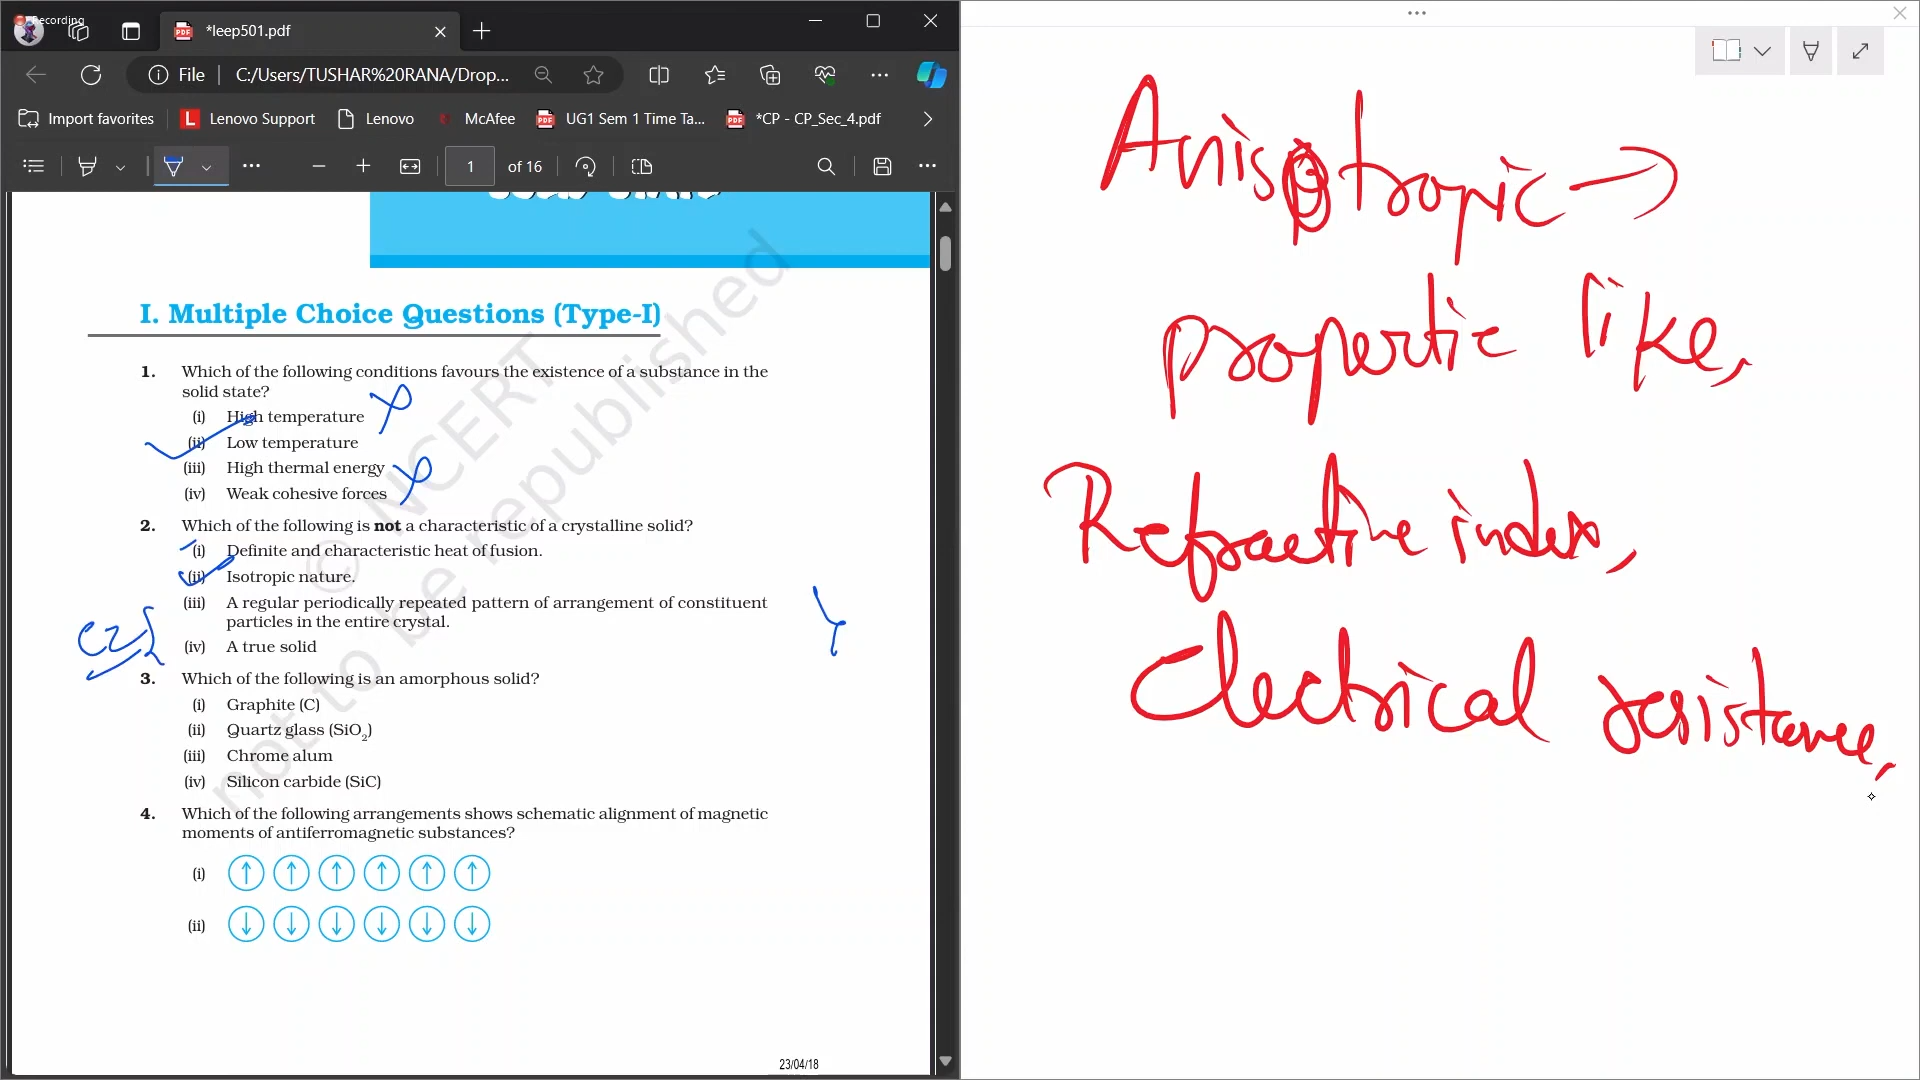 Recording
*leep501.pdf
File
C:/Users/TUSHAR%20RANA/Drop...
Import favorites
Lenovo Support
Lenovo
McAfee
UG1 Sem 1 Time Ta...
*CP - CP_Sec_4.pdf
1 of 16
I. Multiple Choice Questions (Type-I)
1. Which of the following conditions favours the existence of a substance in the
solid state?
(i) High temperature
(ii) Low temperature
(iii) High thermal energy
(iv) Weak cohesive forces
2. Which of the following is not a characteristic of a crystalline solid?
(i) Definite and characteristic heat of fusion.
(ii) Isotropic nature.
(iii) A regular periodically repeated pattern of arrangement of constituent
particles in the entire crystal.
(iv) A true solid
3. Which of the following is an amorphous solid?
(i) Graphite (C)
(ii) Quartz glass (SiO2)
(iii) Chrome alum
(iv) Silicon carbide (SiC)
4. Which of the following arrangements shows schematic alignment of magnetic
moments of antiferromagnetic substances?
(i) ↑ ↑ ↑ ↑ ↑ ↑
(ii) ↓ ↓ ↓ ↓ ↓ ↓
23/04/18
© NCERT
not to be republished
Anisotropic →
propertie like,
Refractive index,
Electrical resistance,